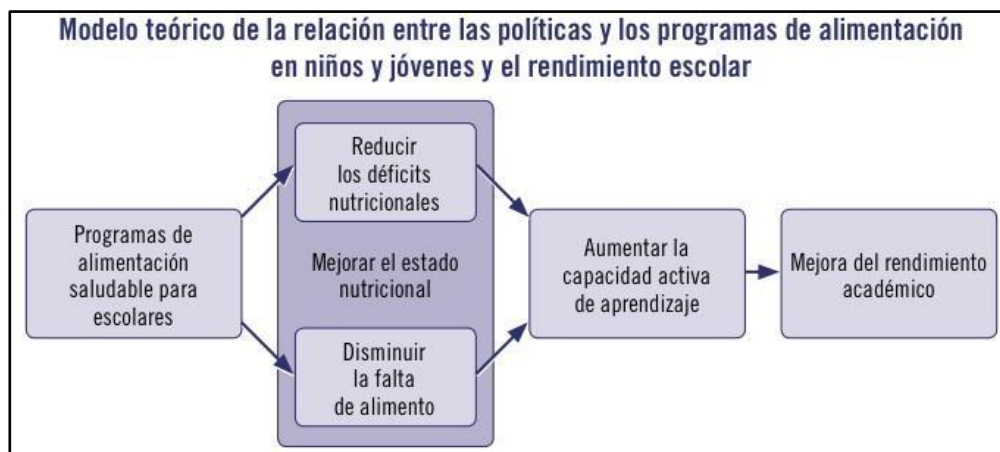 Modelo teórico de la relación entre las políticas y los programas de alimentación
en niños y jóvenes y el rendimiento escolar
Programas de
alimentación
saludable para
escolares
Reducir
los déficits
nutricionales
Mejorar el estado
nutricional
Disminuir
la falta
de alimento
Aumentar la
capacidad activa
de aprendizaje
Mejora del rendimiento
académico